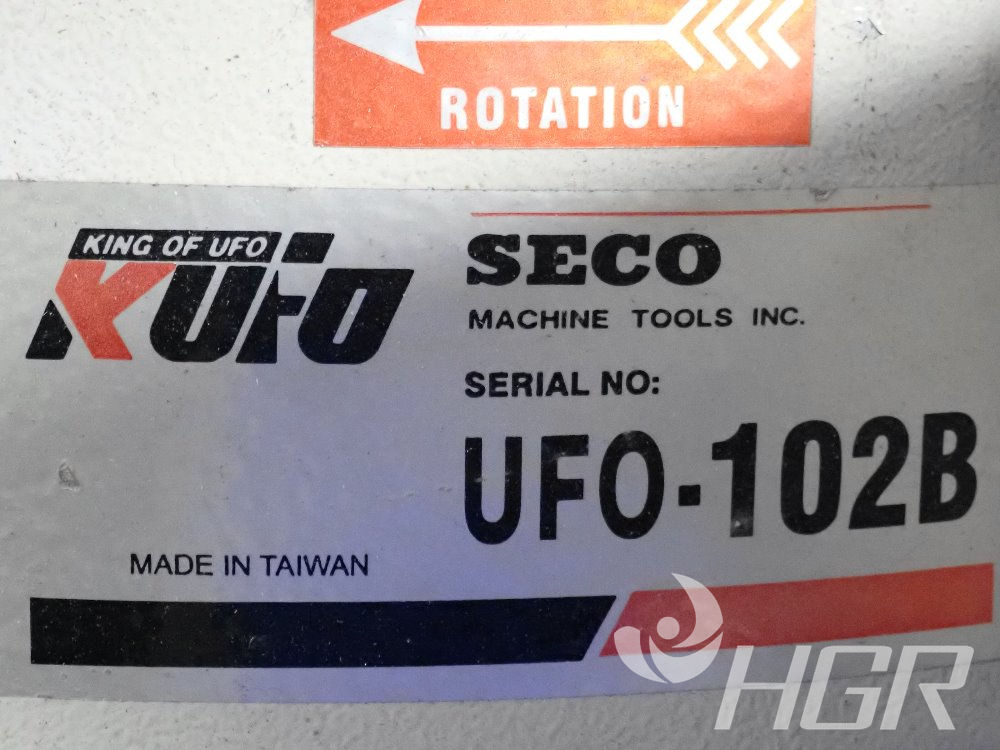 ROTATION
KING OF UFO
KUFO
SECO
MACHINE TOOLS INC.
SERIAL NO:
UFO-102B
MADE IN TAIWAN
HGR